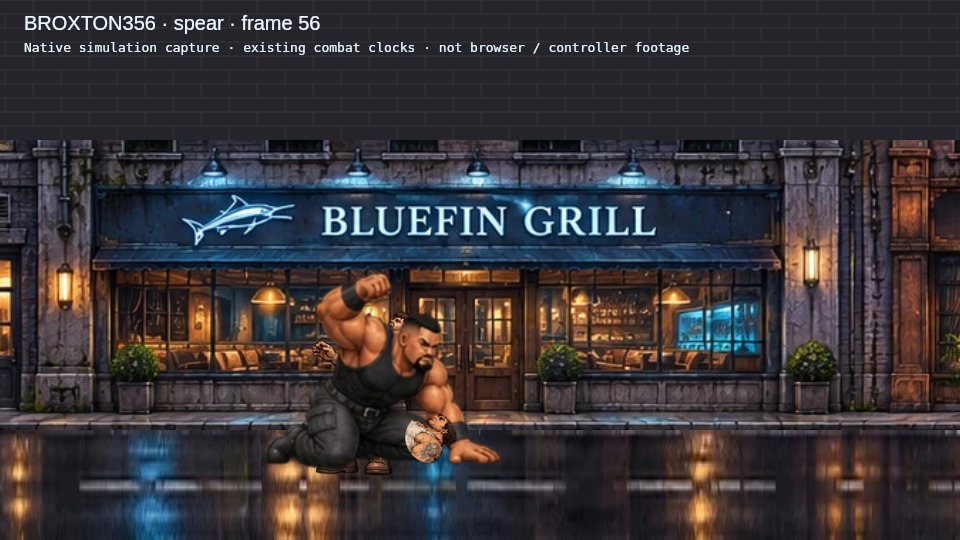 BROXTON356 · spear · frame 56
Native simulation capture · existing combat clocks · not browser / controller footage
BLUEFIN GRILL